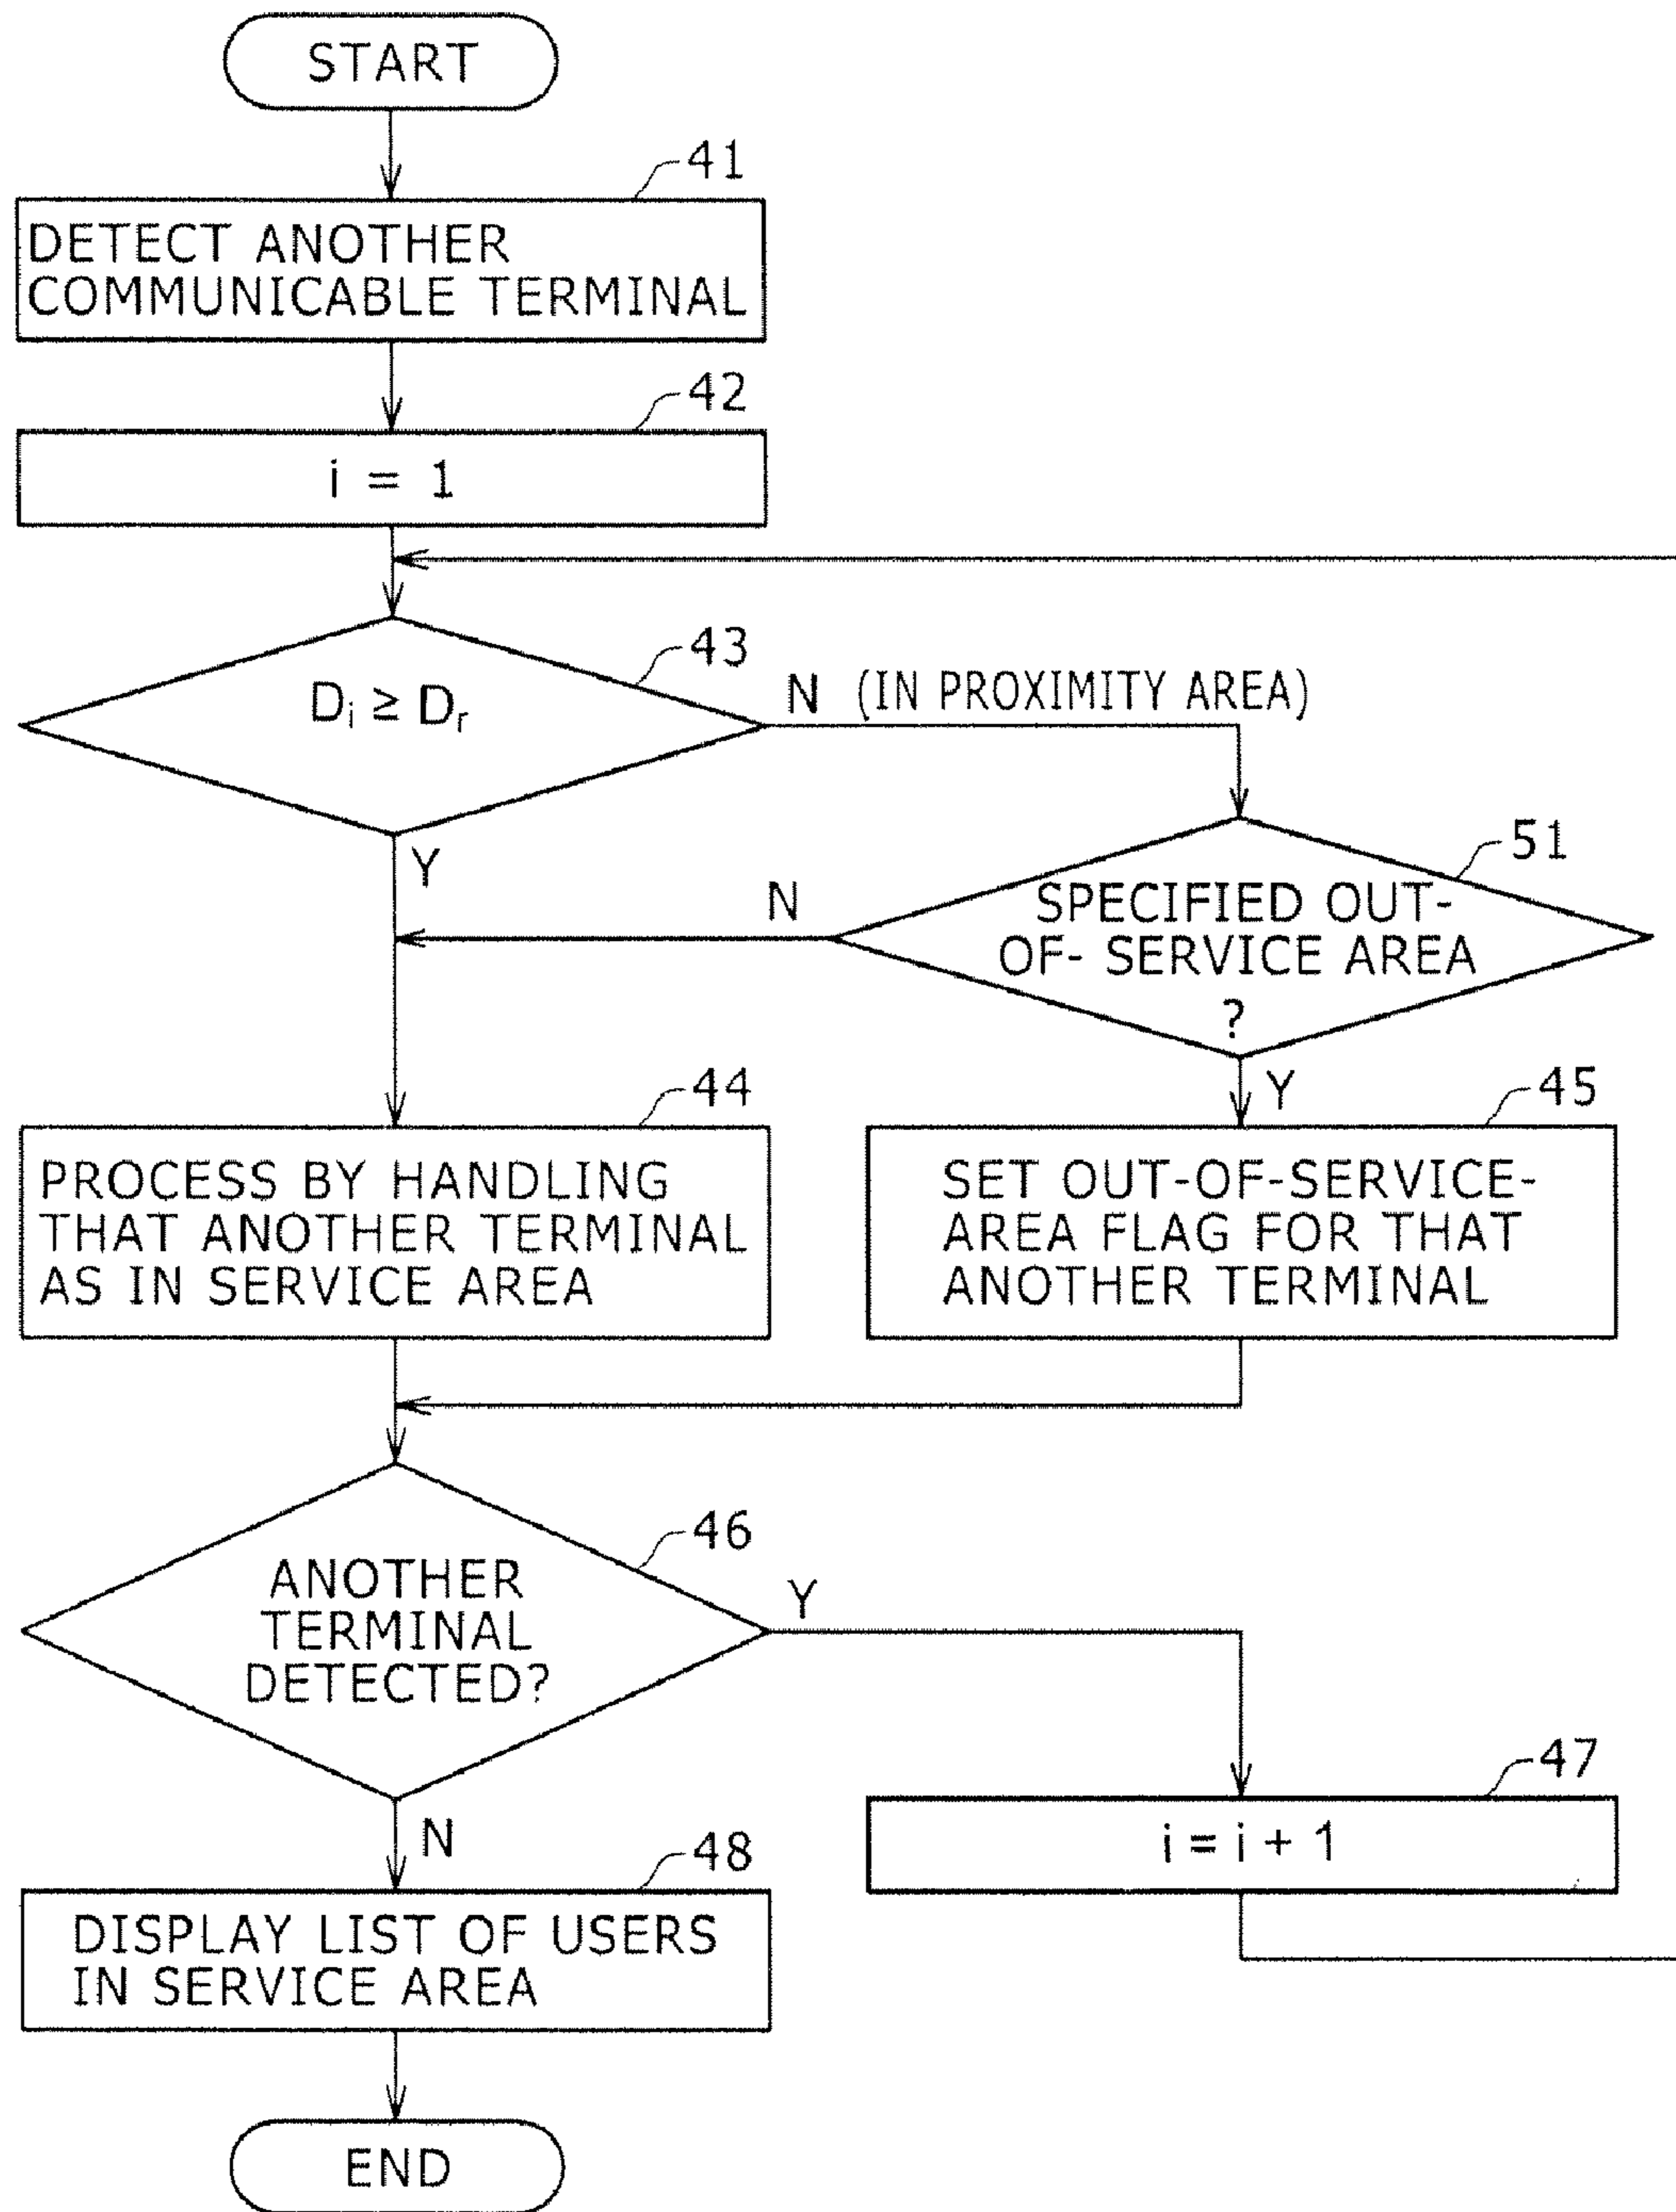 START
41
DETECT ANOTHER
COMMUNICABLE TERMINAL
42
i = 1
43
Di ≥ Dr
N (IN PROXIMITY AREA)
Y
51
SPECIFIED OUT-
OF- SERVICE AREA
?
N
Y
44
PROCESS BY HANDLING
THAT ANOTHER TERMINAL
AS IN SERVICE AREA
45
SET OUT-OF-SERVICE-
AREA FLAG FOR THAT
ANOTHER TERMINAL
46
ANOTHER
TERMINAL
DETECTED?
Y
N
47
i = i + 1
48
DISPLAY LIST OF USERS
IN SERVICE AREA
END